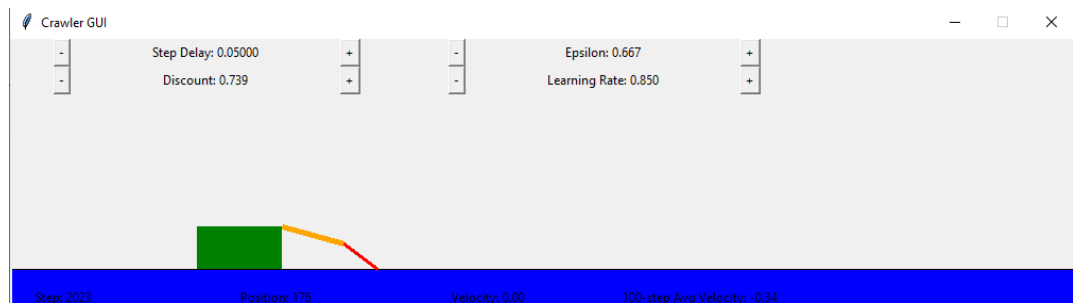 Crawler GUI
- Step Delay: 0.05000 + - Epsilon: 0.667 +
- Discount: 0.739 + - Learning Rate: 0.850 +
Step: 2023 Position: 176 Velocity: 0.00 100-step Avg Velocity: -0.34